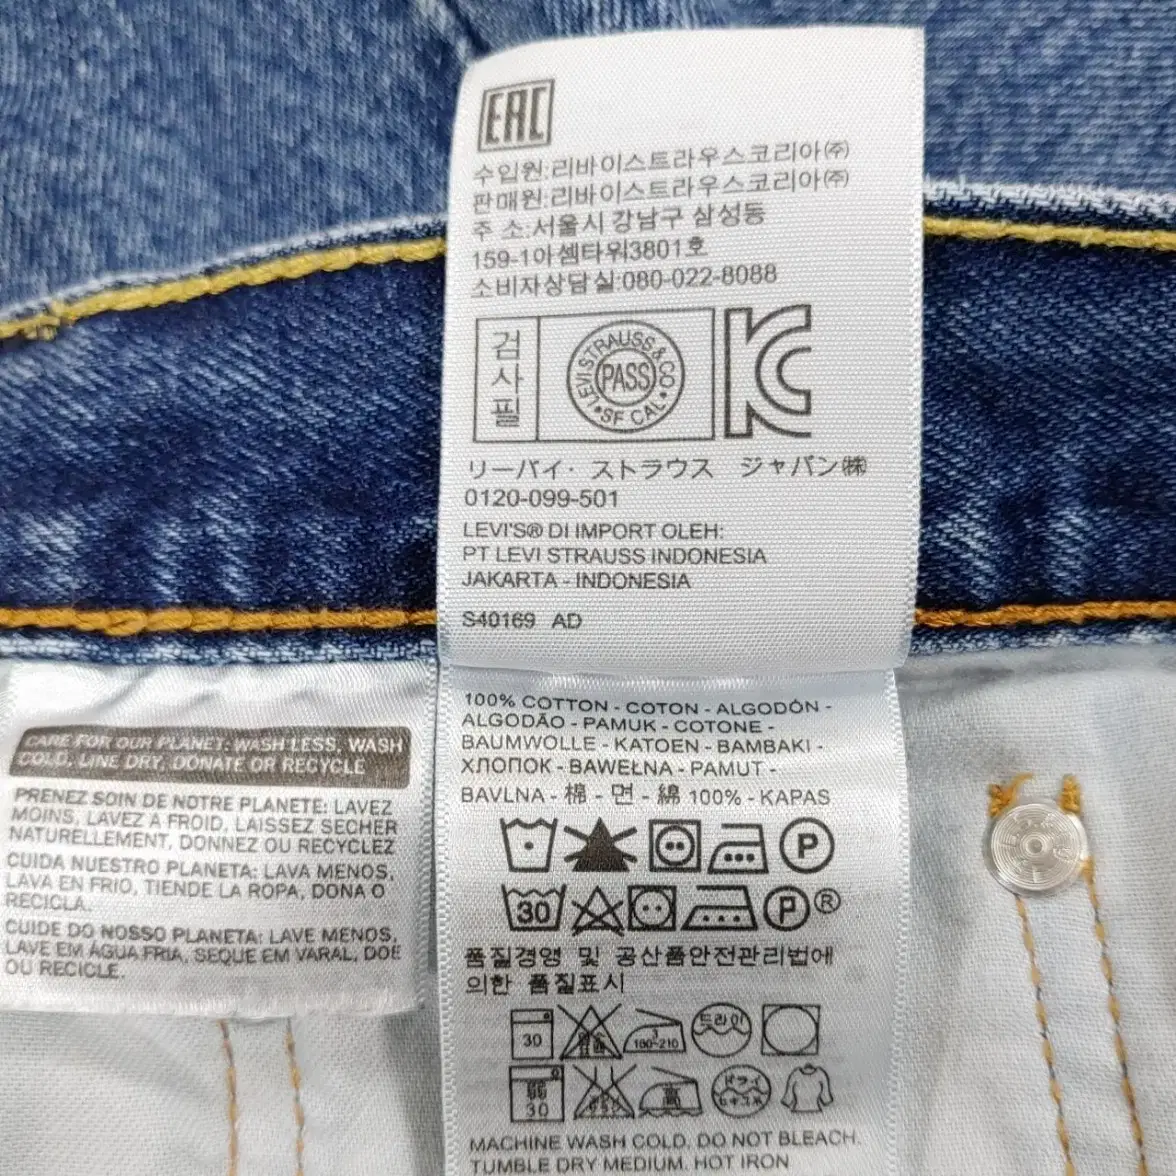 EAC
수입원:리바이스트라우스코리아(주)
판매원:리바이스트라우스코리아(주)
주 소:서울시 강남구 삼성동
159-1아셈타워3801호
소비자상담실:080-022-8088
검사필
LEVI STRAUSS & CO.
PASS
• SF CAL •
KC
リーバイ・ストラウス ジャパン㈱
0120-099-501
LEVI'S® DI IMPORT OLEH:
PT LEVI STRAUSS INDONESIA
JAKARTA - INDONESIA
S40169 AD
CARE FOR OUR PLANET: WASH LESS, WASH
COLD, LINE DRY, DONATE OR RECYCLE
PRENEZ SOIN DE NOTRE PLANETE: LAVEZ
MOINS, LAVEZ A FROID, LAISSEZ SECHER
NATURELLEMENT, DONNEZ OU RECYCLEZ
CUIDA NUESTRO PLANETA: LAVA MENOS,
LAVA EN FRIO, TIENDE LA ROPA, DONA O
RECICLA.
CUIDE DO NOSSO PLANETA: LAVE MENOS,
LAVE EM ÁGUA FRIA, SEQUE EM VARAL, DOE
OU RECICLE.
100% COTTON - COTON - ALGODÓN -
ALGODÃO - PAMUK - COTONE -
BAUMWOLLE - KATOEN - BAMBAKI -
ХЛОПОК - BAWEŁNA - PAMUT -
BAVLNA - 棉 - 면 - 綿 100% - KAPAS
P
30 P ®
품질경영 및 공산품안전관리법에
의한 품질표시
30 3 180-210 드라이
30 高 ドライ
MACHINE WASH COLD. DO NOT BLEACH.
TUMBLE DRY MEDIUM. HOT IRON